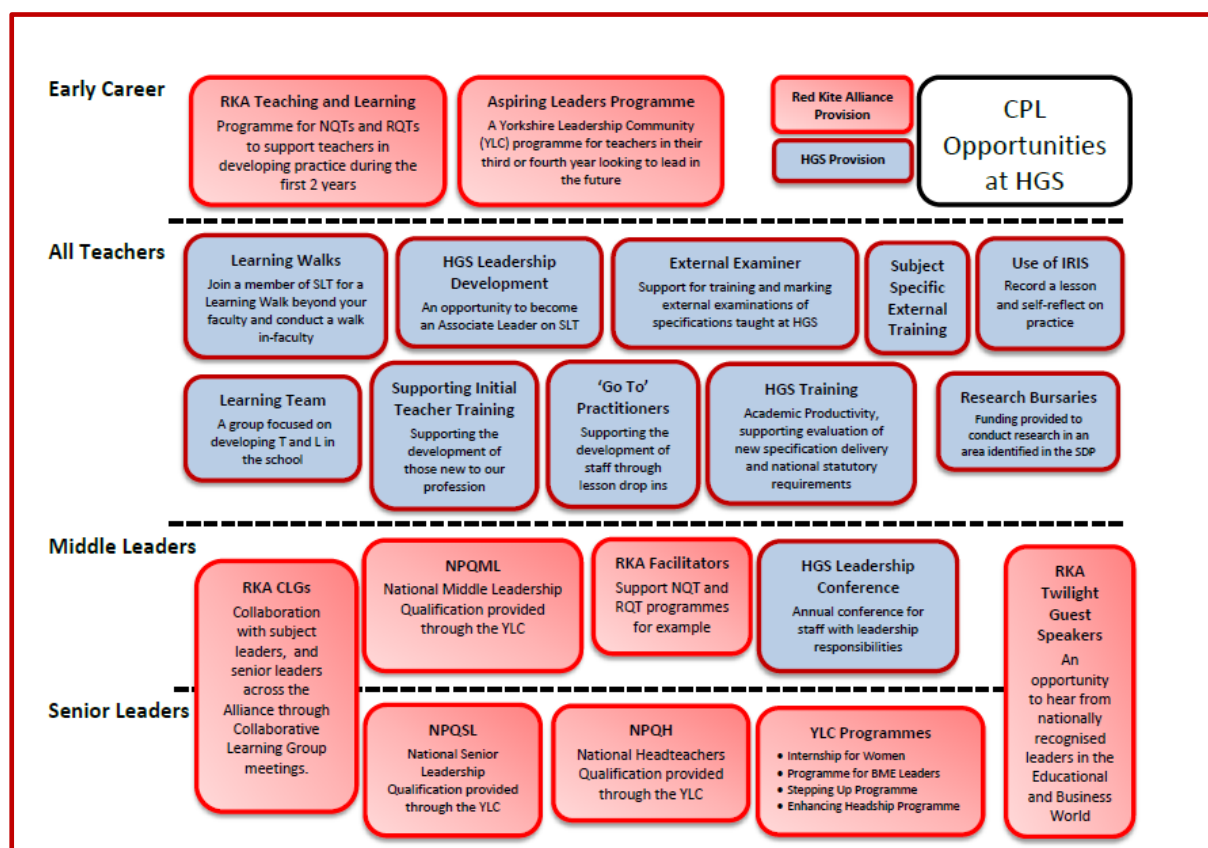 Early Career
RKA Teaching and Learning
Programme for NQTs and RQTs
to support teachers in
developing practice during the
first 2 years
Aspiring Leaders Programme
A Yorkshire Leadership Community
(YLC) programme for teachers in their
third or fourth year looking to lead in
the future
Red Kite Alliance
Provision
HGS Provision
CPL
Opportunities
at HGS
All Teachers
Learning Walks
Join a member of SLT for a
Learning Walk beyond your
faculty and conduct a walk
in-faculty
HGS Leadership
Development
An opportunity to become
an Associate Leader on SLT
External Examiner
Support for training and marking
external examinations of
specifications taught at HGS
Subject
Specific
External
Training
Use of IRIS
Record a lesson
and self-reflect on
practice
Learning Team
A group focused on
developing T and L in
the school
Supporting Initial
Teacher Training
Supporting the
development of
those new to our
profession
‘Go To’
Practitioners
Supporting the
development of
staff through
lesson drop ins
HGS Training
Academic Productivity,
supporting evaluation of
new specification delivery
and national statutory
requirements
Research Bursaries
Funding provided to
conduct research in an
area identified in the SDP
Middle Leaders
RKA CLGs
Collaboration
with subject
leaders, and
senior leaders
across the
Alliance through
Collaborative
Learning Group
meetings.
NPQML
National Middle Leadership
Qualification provided
through the YLC
RKA Facilitators
Support NQT and
RQT programmes
for example
HGS Leadership
Conference
Annual conference for
staff with leadership
responsibilities
RKA
Twilight
Guest
Speakers
An
opportunity
to hear from
nationally
recognised
leaders in the
Educational
and Business
World
Senior Leaders
NPQSL
National Senior
Leadership
Qualification provided
through the YLC
NPQH
National Headteachers
Qualification provided
through the YLC
YLC Programmes
• Internship for Women
• Programme for BME Leaders
• Stepping Up Programme
• Enhancing Headship Programme